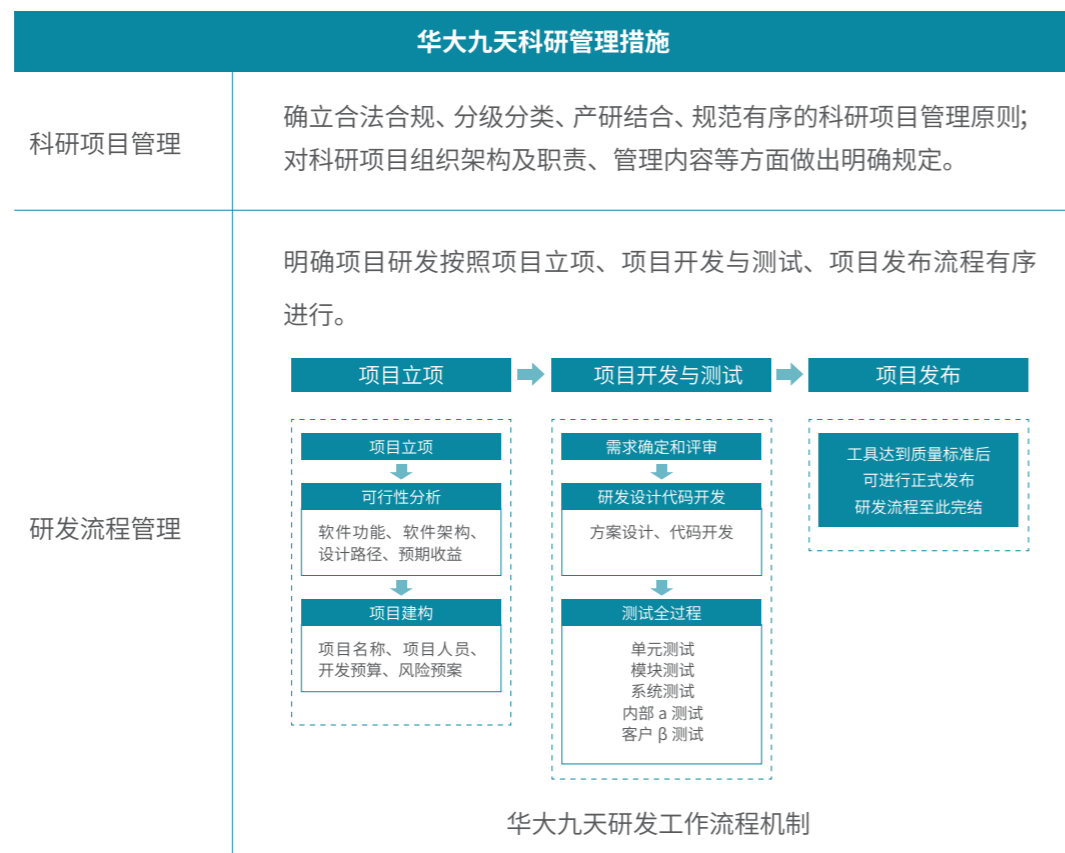 华大九天科研管理措施
科研项目管理
确立合法合规、分级分类、产研结合、规范有序的科研项目管理原则;
对科研项目组织架构及职责、管理内容等方面做出明确规定。
研发流程管理
明确项目研发按照项目立项、项目开发与测试、项目发布流程有序
进行。
项目立项
项目开发与测试
项目发布
项目立项
可行性分析
软件功能、软件架构、
设计路径、预期收益
项目建构
项目名称、项目人员、
开发预算、风险预案
需求确定和评审
研发设计代码开发
方案设计、代码开发
测试全过程
单元测试
模块测试
系统测试
内部 a 测试
客户 β 测试
工具达到质量标准后
可进行正式发布
研发流程至此完结
华大九天研发工作流程机制